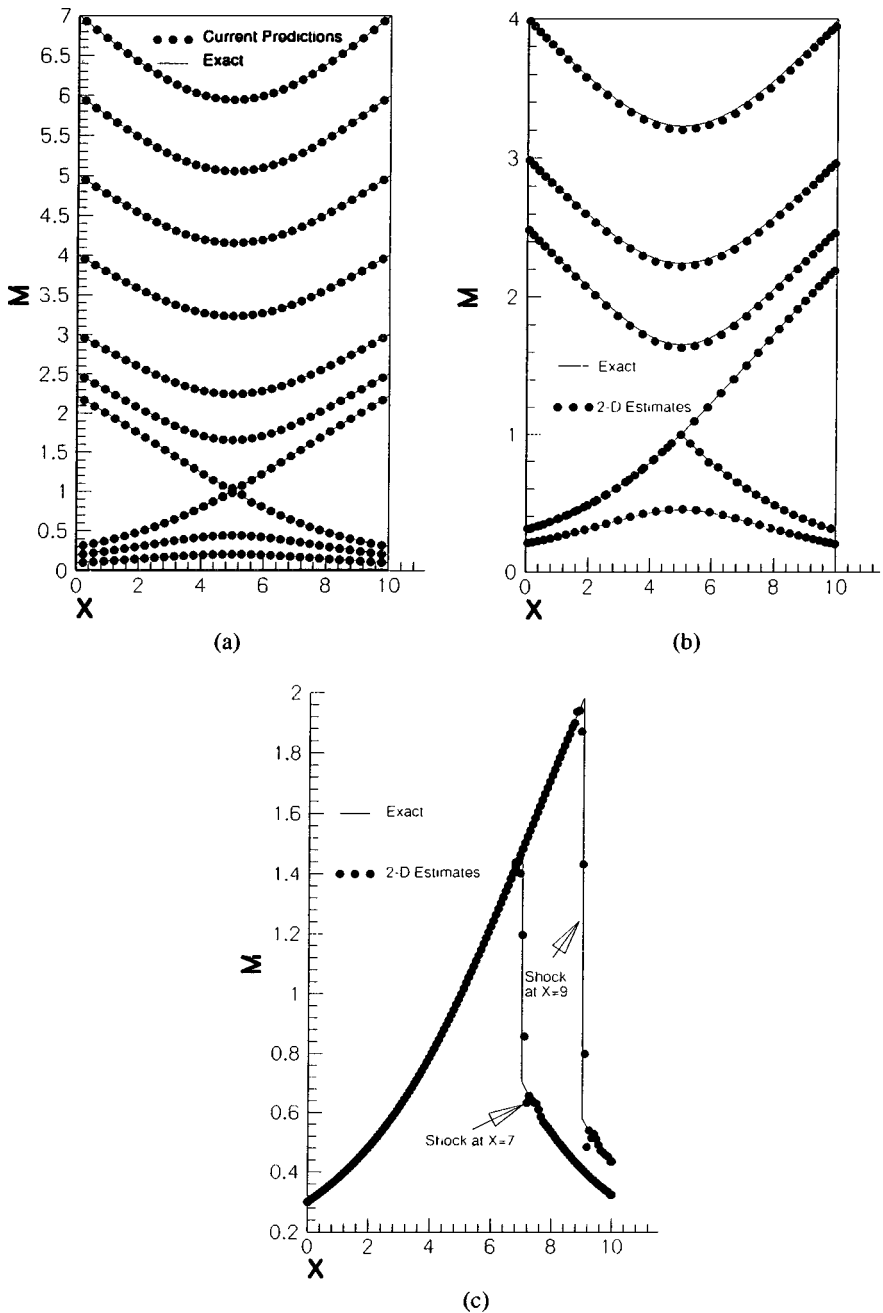 7
6.5
6
5.5
5
4.5
4
3.5
3
2.5
2
1.5
1
0.5
0
M
Current Predictions
Exact
0 2 4 6 8 10
X
(a)
4
3
2
1
0
M
Exact
2-D Estimates
0 2 4 6 8 10
X
(b)
2
1.8
1.6
1.4
1.2
1
0.8
0.6
0.4
0.2
M
Exact
2-D Estimates
Shock
at X=9
Shock at X=7
0 2 4 6 8 10
X
(c)